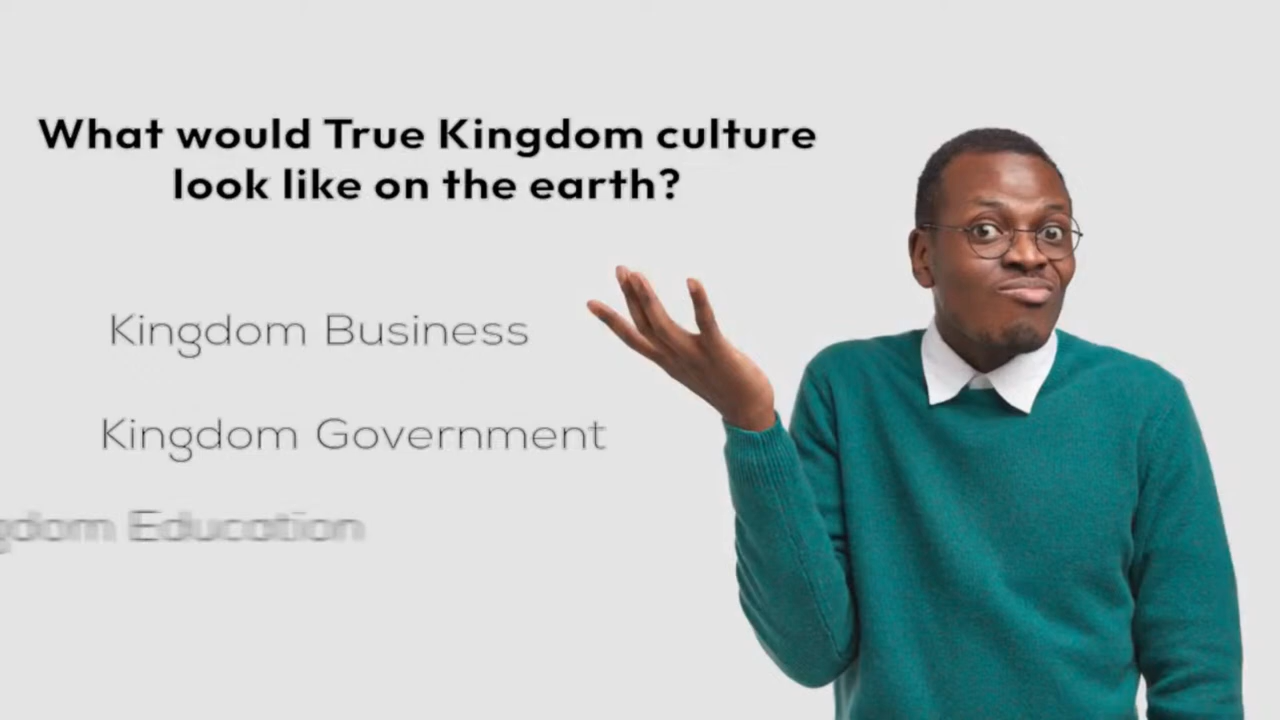 What would True Kingdom culture
look like on the earth?
Kingdom Business
Kingdom Government
Education